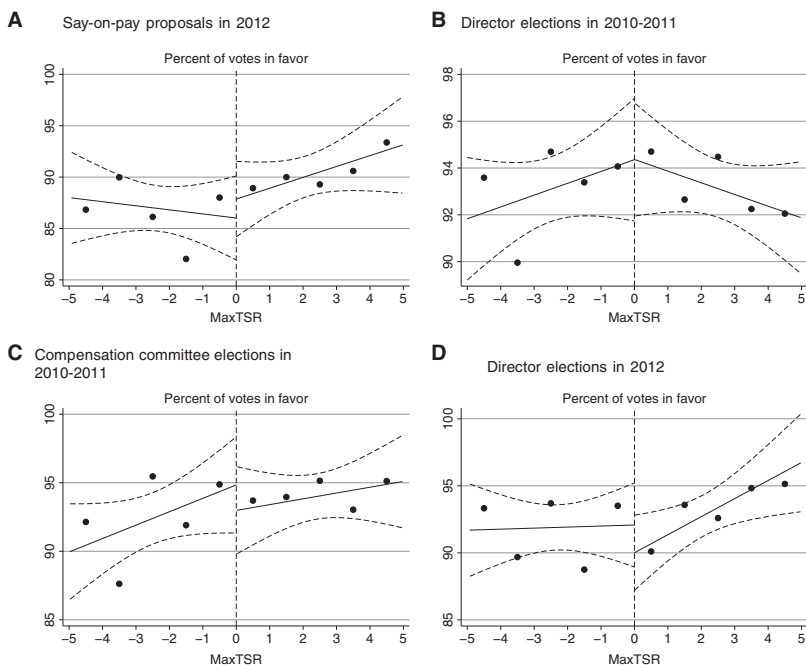 A Say-on-pay proposals in 2012
Percent of votes in favor
100
95
90
85
80
−5 −4 −3 −2 −1 0 1 2 3 4 5
MaxTSR
B Director elections in 2010-2011
Percent of votes in favor
98
96
94
92
90
−5 −4 −3 −2 −1 0 1 2 3 4 5
MaxTSR
C Compensation committee elections in
2010-2011
Percent of votes in favor
100
95
90
85
−5 −4 −3 −2 −1 0 1 2 3 4 5
MaxTSR
D Director elections in 2012
Percent of votes in favor
100
95
90
85
−5 −4 −3 −2 −1 0 1 2 3 4 5
MaxTSR